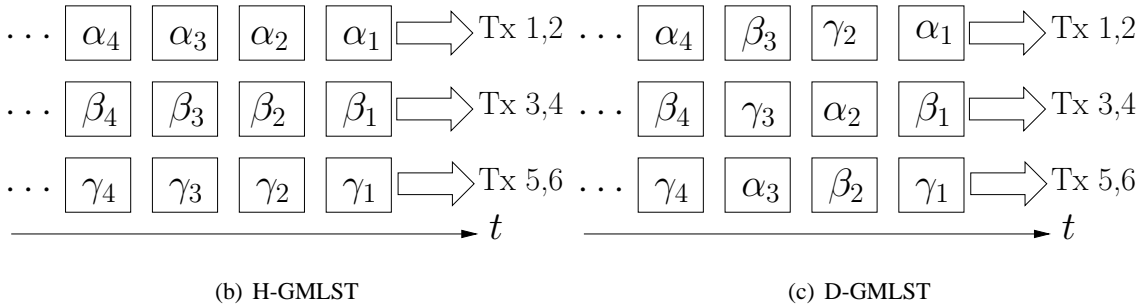 ... α₄ α₃ α₂ α₁ Tx 1,2 ... α₄ β₃ γ₂ α₁ Tx 1,2
... β₄ β₃ β₂ β₁ Tx 3,4 ... β₄ γ₃ α₂ β₁ Tx 3,4
... γ₄ γ₃ γ₂ γ₁ Tx 5,6 ... γ₄ α₃ β₂ γ₁ Tx 5,6
t t
(b) H-GMLST (c) D-GMLST